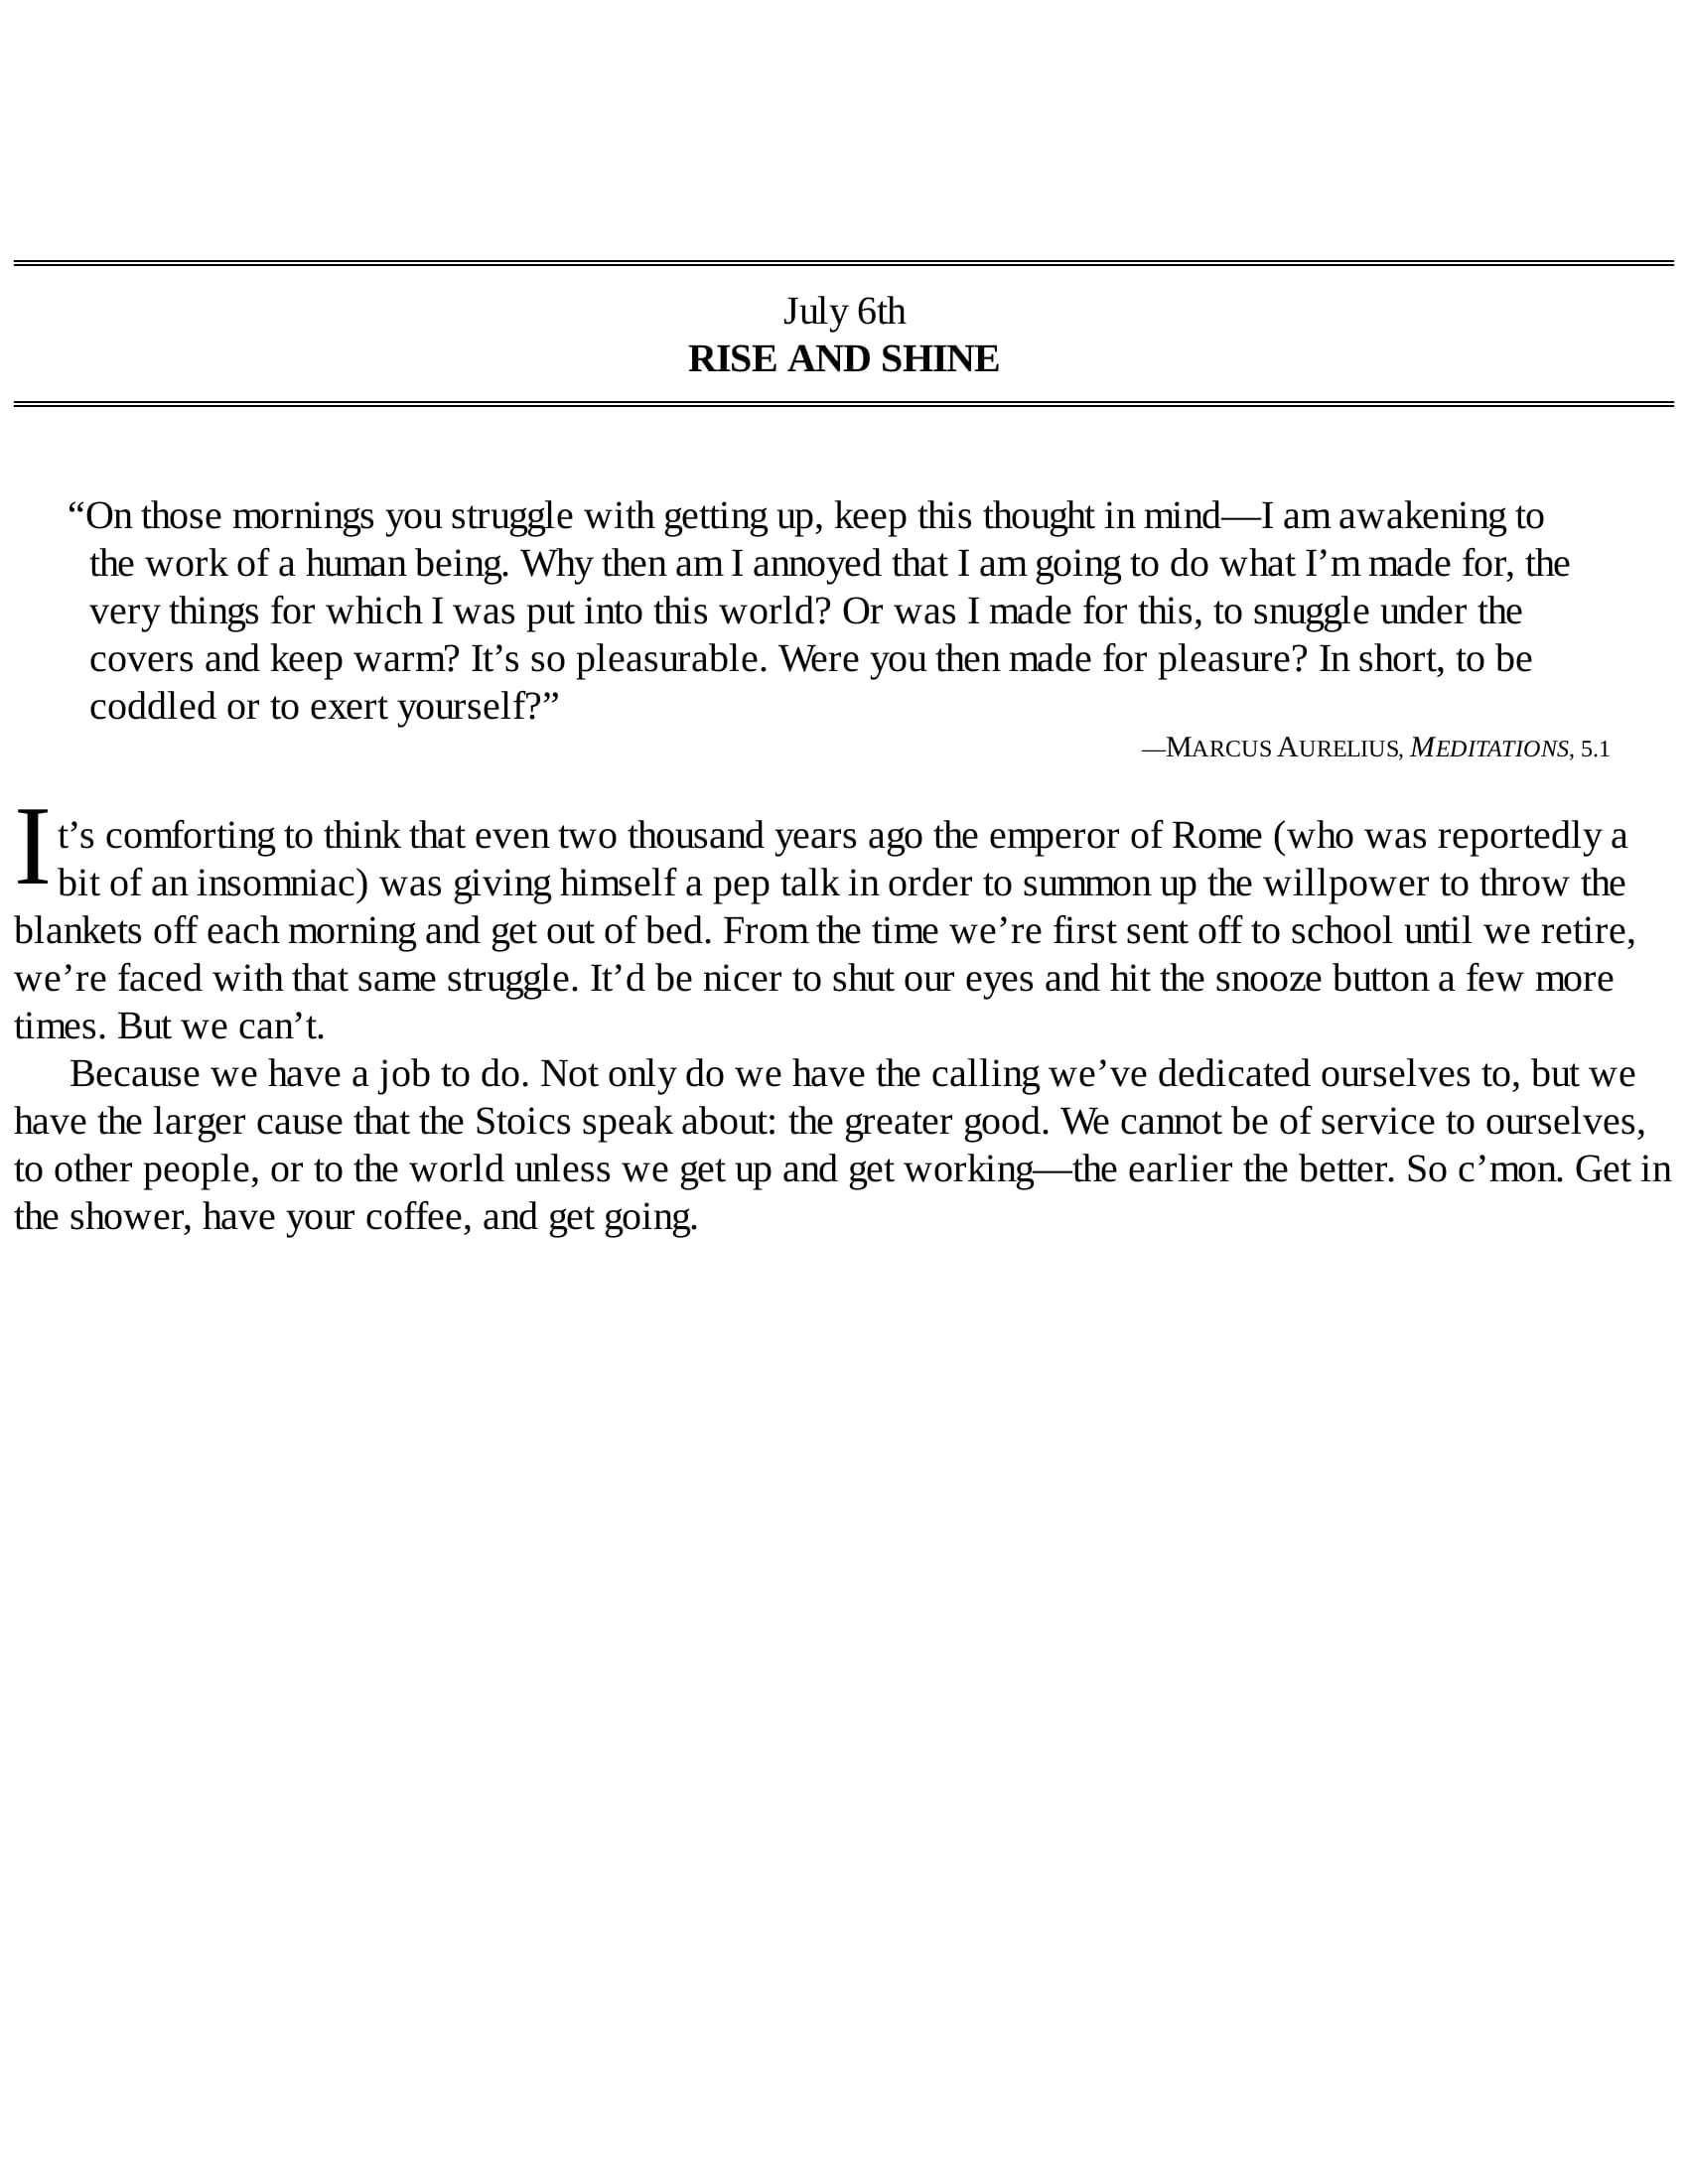 July 6th
RISE AND SHINE
“On those mornings you struggle with getting up, keep this thought in mind—I am awakening to
the work of a human being. Why then am I annoyed that I am going to do what I’m made for, the
very things for which I was put into this world? Or was I made for this, to snuggle under the
covers and keep warm? It’s so pleasurable. Were you then made for pleasure? In short, to be
coddled or to exert yourself?”
—MARCUS AURELIUS, MEDITATIONS, 5.1
It’s comforting to think that even two thousand years ago the emperor of Rome (who was reportedly a
bit of an insomniac) was giving himself a pep talk in order to summon up the willpower to throw the
blankets off each morning and get out of bed. From the time we’re first sent off to school until we retire,
we’re faced with that same struggle. It’d be nicer to shut our eyes and hit the snooze button a few more
times. But we can’t.
Because we have a job to do. Not only do we have the calling we’ve dedicated ourselves to, but we
have the larger cause that the Stoics speak about: the greater good. We cannot be of service to ourselves,
to other people, or to the world unless we get up and get working—the earlier the better. So c’mon. Get in
the shower, have your coffee, and get going.